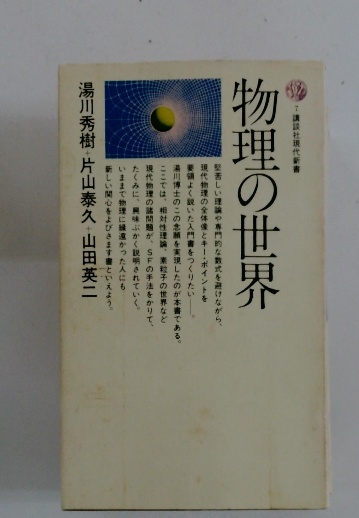 7
講談社現代新書
物理の世界
堅苦しい理論や専門的な数式を避けながら、
現代物理の全体像とキー・ポイントを
要領よく説いた入門書をつくりたい——。
湯川博士のこの念願を実現したのが本書である。
ここでは、相対性理論、素粒子の世界など
現代物理の諸問題が、SFの手法をかりて、
たくみに、興味ぶかく説明されていく。
いままで物理に縁遠かった人にも
新しい関心をよびさます書といえよう。
湯川秀樹+片山泰久+山田英二